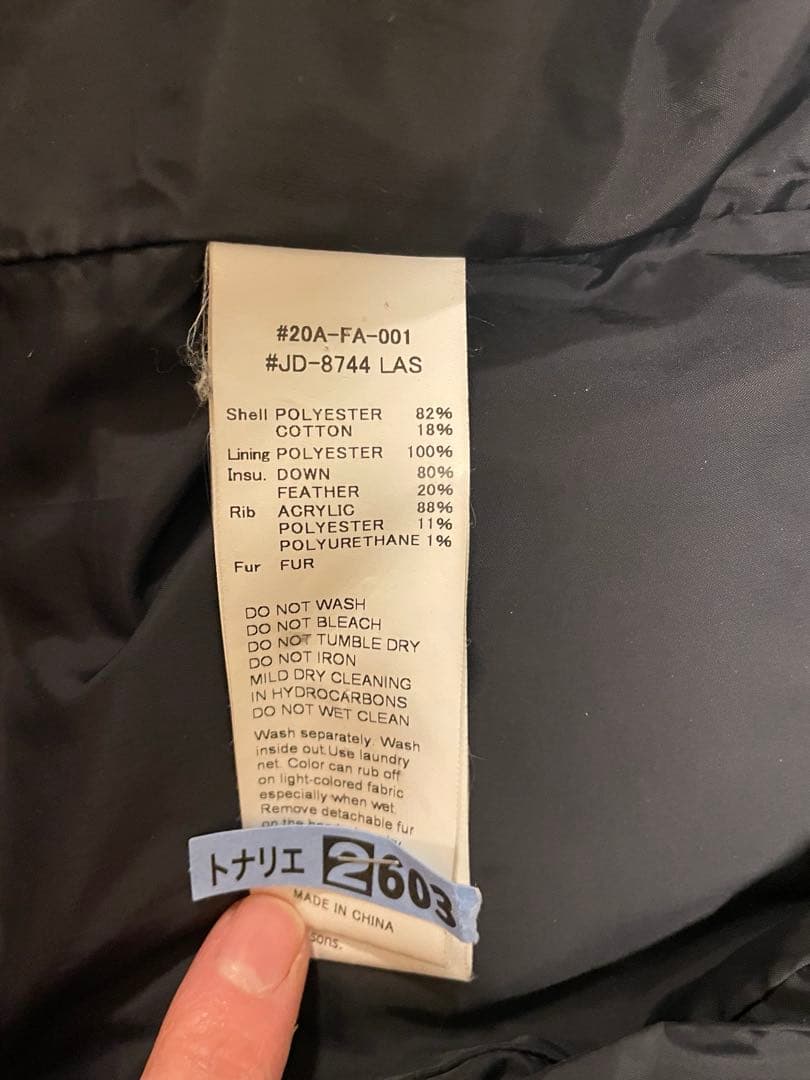 #20A-FA-001
#JD-8744 LAS
Shell POLYESTER 82%
COTTON 18%
Lining POLYESTER 100%
Insu. DOWN 80%
FEATHER 20%
Rib ACRYLIC 88%
POLYESTER 11%
POLYURETHANE 1%
Fur FUR
DO NOT WASH
DO NOT BLEACH
DO NOT TUMBLE DRY
DO NOT IRON
MILD DRY CLEANING
IN HYDROCARBONS
DO NOT WET CLEAN
Wash separately. Wash
inside out.Use laundry
net. Color can rub off
on light-colored fabric
especially when wet.
Remove detachable fur
on the
トナリエ 2603
MADE IN CHINA